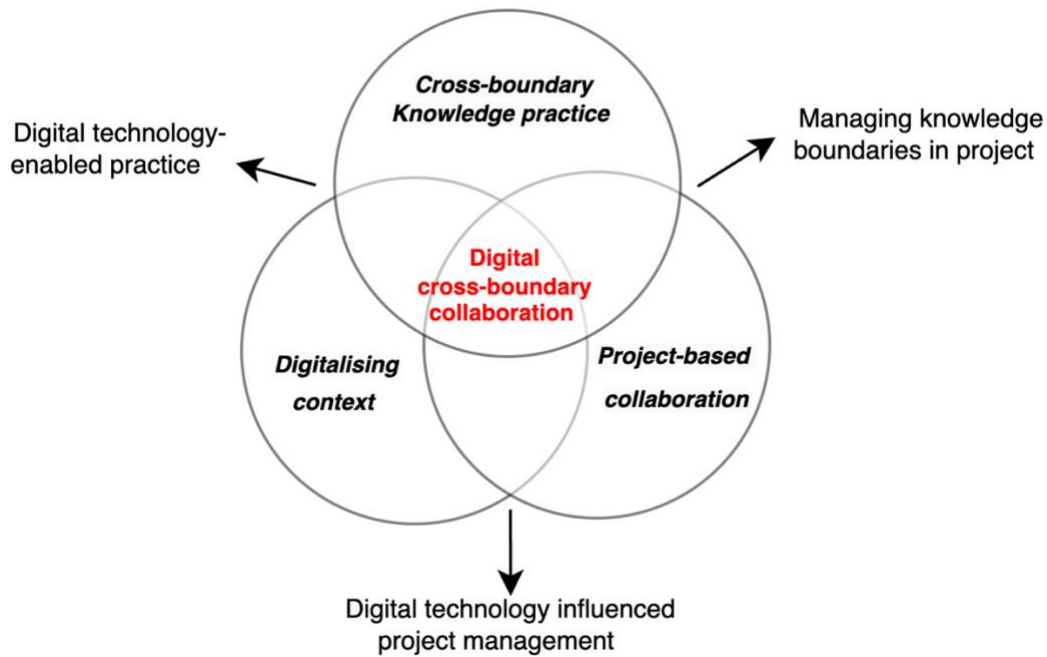 Cross-boundary
Knowledge practice
Digital technology-
enabled practice
Managing knowledge
boundaries in project
Digital
cross-boundary
collaboration
Digitalising
context
Project-based
collaboration
Digital technology influenced
project management